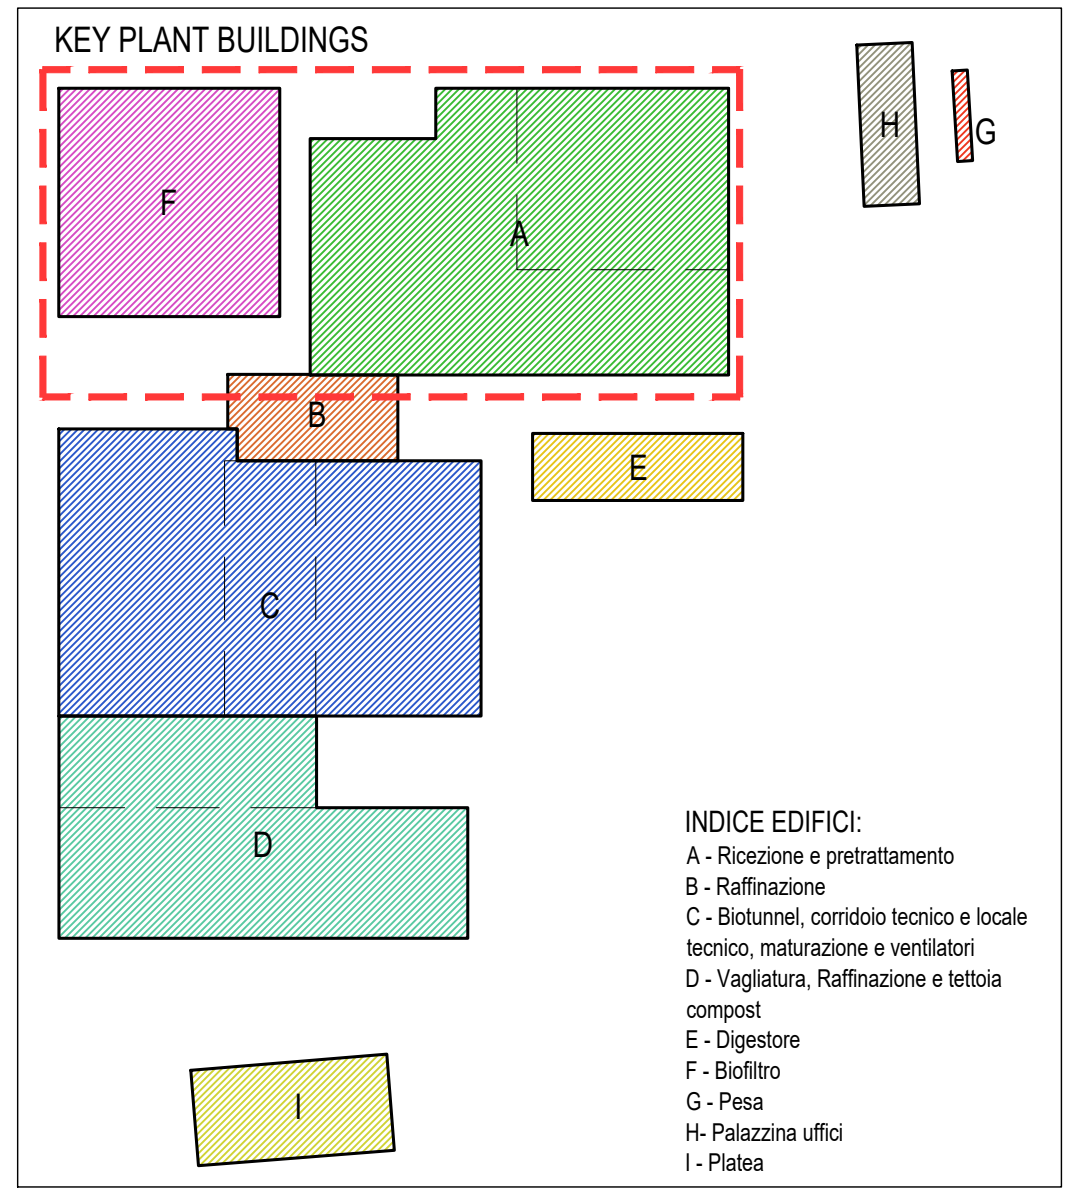 KEY PLANT BUILDINGS
H
G
F
A
B
E
C
D
I
INDICE EDIFICI:
A - Ricezione e pretrattamento
B - Raffinazione
C - Biotunnel, corridoio tecnico e locale
tecnico, maturazione e ventilatori
D - Vagliatura, Raffinazione e tettoia
compost
E - Digestore
F - Biofiltro
G - Pesa
H- Palazzina uffici
I - Platea